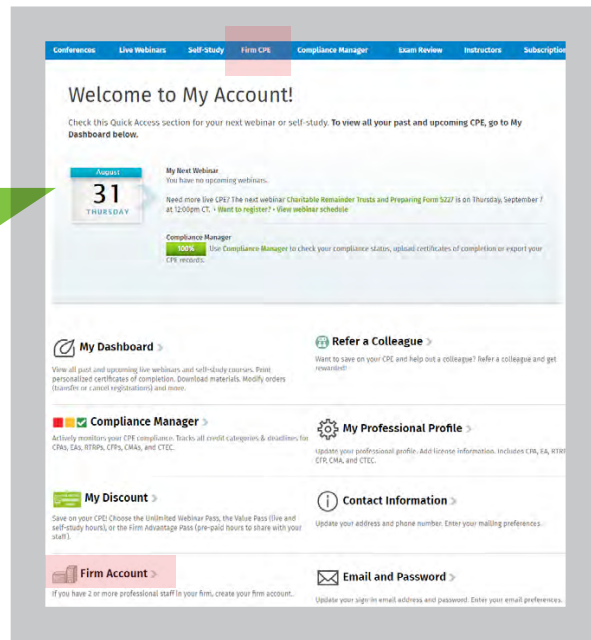 Conferences Live Webinars Self-Study Firm CPE Compliance Manager Exam Review Instructors Subscription
Welcome to My Account!
Check this Quick Access section for your next webinar or self-study. To view all your past and upcoming CPE, go to My
Dashboard below.
August
31
THURSDAY
My Next Webinar
You have no upcoming webinars.
Need more live CPE? The next webinar Charitable Remainder Trusts and Preparing Form 5227 is on Thursday, September 7
at 12:00pm CT. • Want to register? • View webinar schedule
Compliance Manager
100% Use Compliance Manager to check your compliance status, upload certificates of completion or export your
CPE records.
My Dashboard >
View all past and upcoming live webinars and self-study courses. Print
personalized certificates of completion. Download materials. Modify orders
(transfer or cancel registrations) and more.
Refer a Colleague >
Want to save on your CPE and help out a colleague? Refer a colleague and get
rewarded!
Compliance Manager >
Actively monitors your CPE compliance. Tracks all credit categories & deadlines for
CPAs, EAs, RTRPs, CFPs, CMAs, and CTEC.
My Professional Profile >
Update your professional profile. Add license information. Includes CPA, EA, RTRP
CFP, CMA, and CTEC.
My Discount >
Save on your CPE! Choose the Unlimited Webinar Pass, the Value Pass (live and
self-study hours), or the Firm Advantage Pass (pre-paid hours to share with your
staff).
Contact Information >
Update your address and phone number. Enter your mailing preferences.
Firm Account >
If you have 2 or more professional staff in your firm, create your firm account.
Email and Password >
Update your sign-in email address and password. Enter your email preferences.